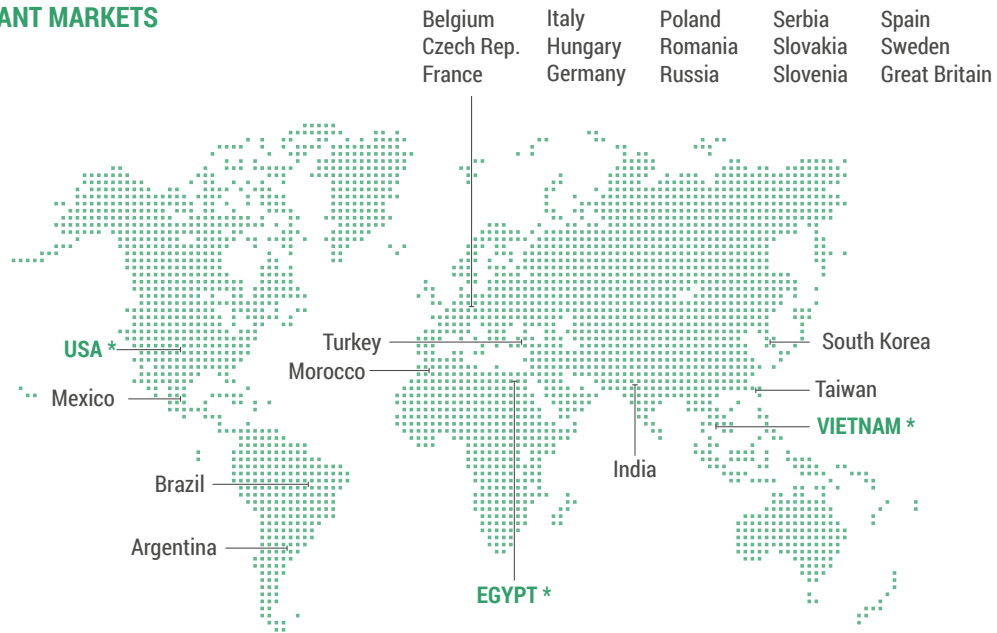 ANT MARKETS
Belgium
Czech Rep.
France
Italy
Hungary
Germany
Poland
Romania
Russia
Serbia
Slovakia
Slovenia
Spain
Sweden
Great Britain
USA *
Turkey
South Korea
Morocco
Mexico
Taiwan
VIETNAM *
India
Brazil
Argentina
EGYPT *